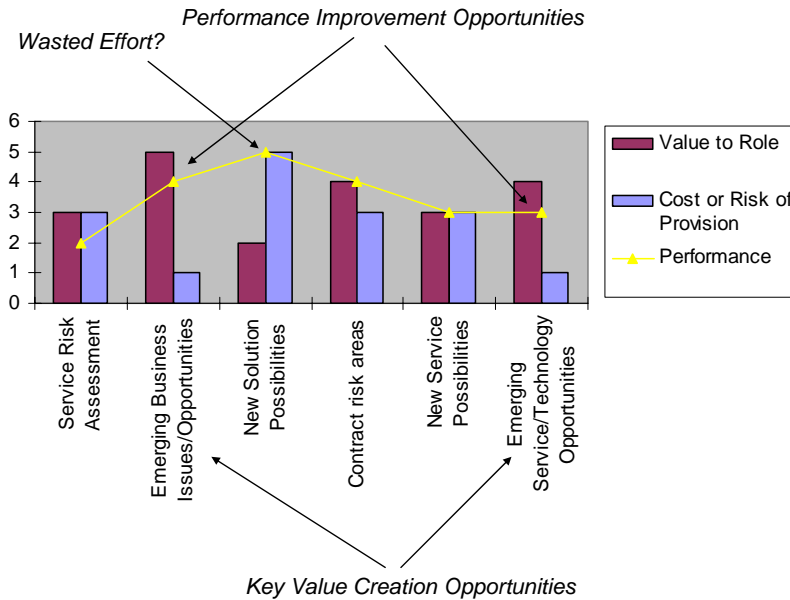 Performance Improvement Opportunities
Wasted Effort?
6
5
4
3
2
1
0
Value to Role
Cost or Risk of
Provision
Performance
Service Risk
Assessment
Emerging Business
Issues/Opportunities
New Solution
Possibilities
Contract risk areas
New Service
Possibilities
Emerging
Service/Technology
Opportunities
Key Value Creation Opportunities